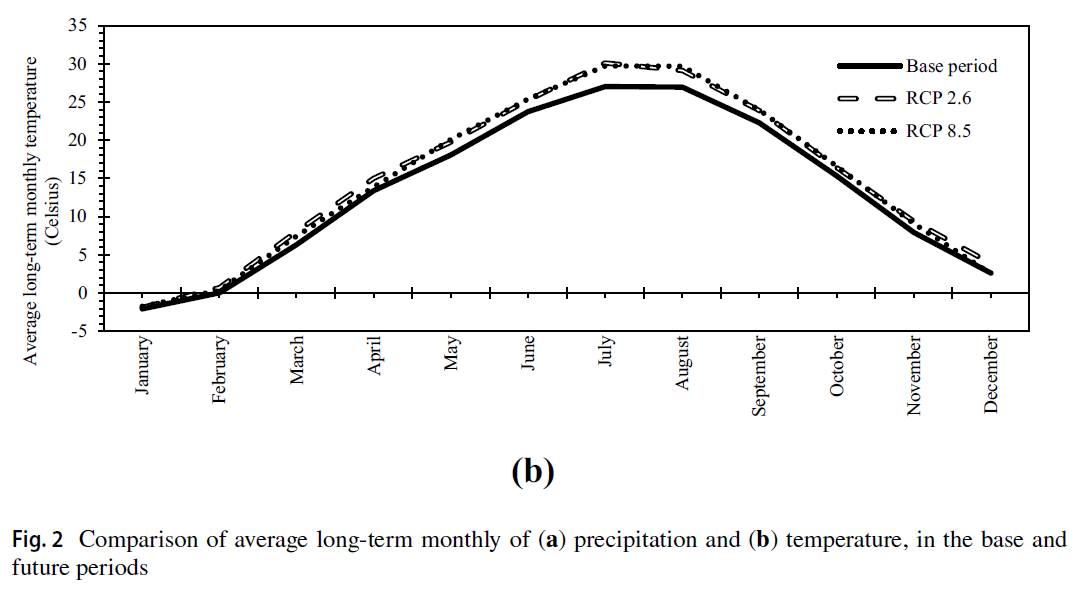 35
30
25
20
15
10
5
0
-5
Average long-term monthly temperature
((Celsius)
Base period
RCP 2.6
RCP 8.5
January
February
March
April
May
June
July
August
September
October
November
December
(b)
Fig. 2 Comparison of average long-term monthly of (a) precipitation and (b) temperature, in the base and
future periods